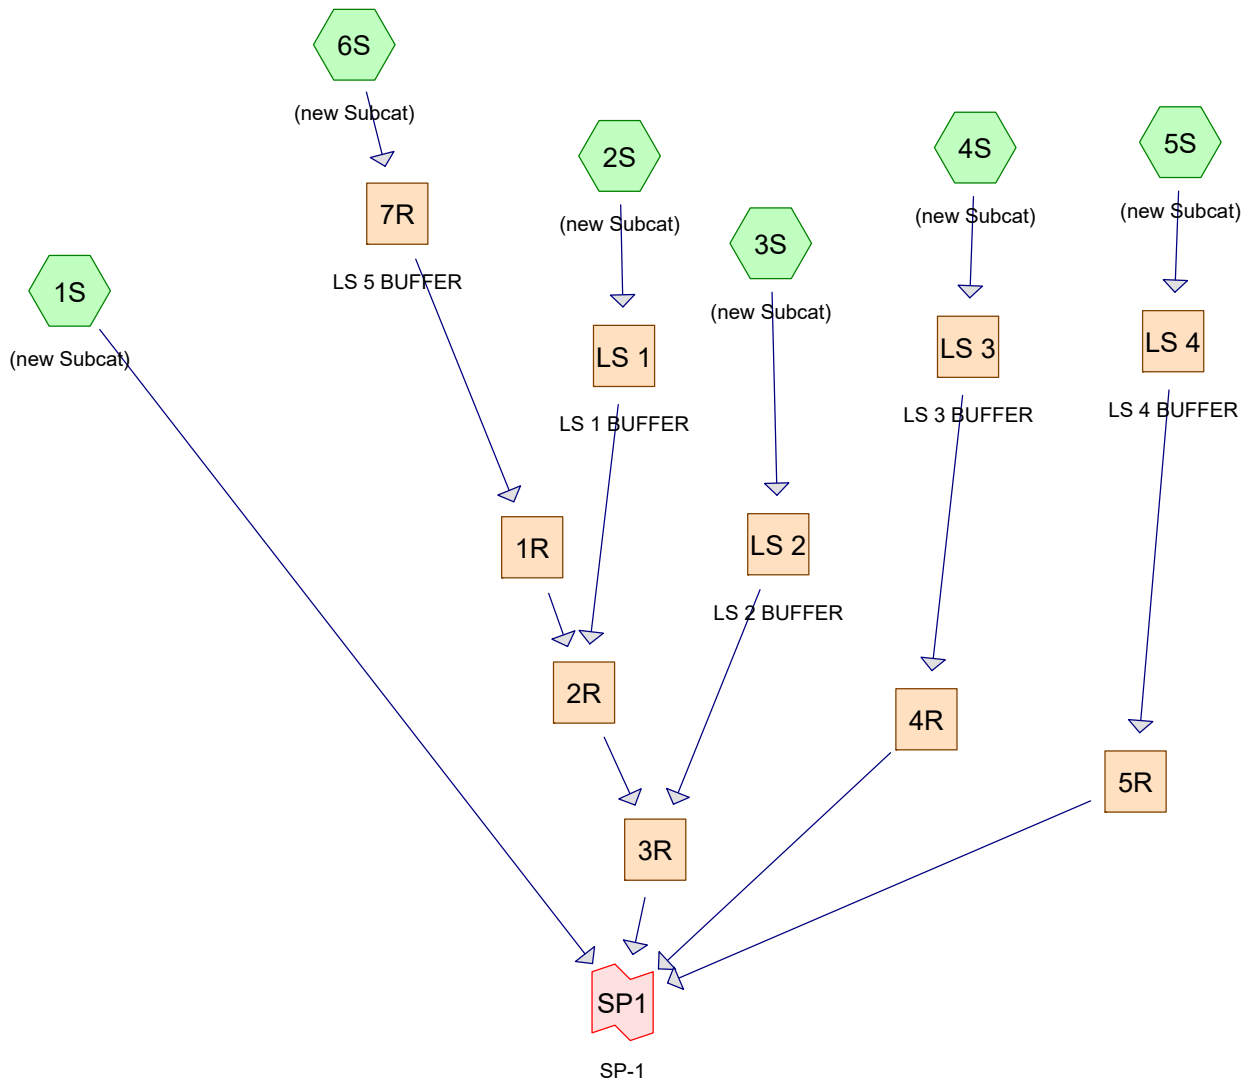 6S
(new Subcat)
2S
(new Subcat)
4S
(new Subcat)
5S
(new Subcat)
7R
LS 5 BUFFER
3S
(new Subcat)
1S
(new Subcat)
LS 1
LS 1 BUFFER
LS 3
LS 3 BUFFER
LS 4
LS 4 BUFFER
1R
LS 2
LS 2 BUFFER
2R
4R
5R
3R
SP1
SP-1